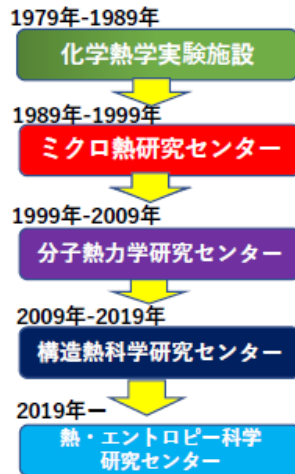 1979年-1989年
化学熱学実験施設
1989年-1999年
ミクロ熱研究センター
1999年-2009年
分子熱力学研究センター
2009年-2019年
構造熱科学研究センター
2019年ー
熱・エントロピー科学
研究センター